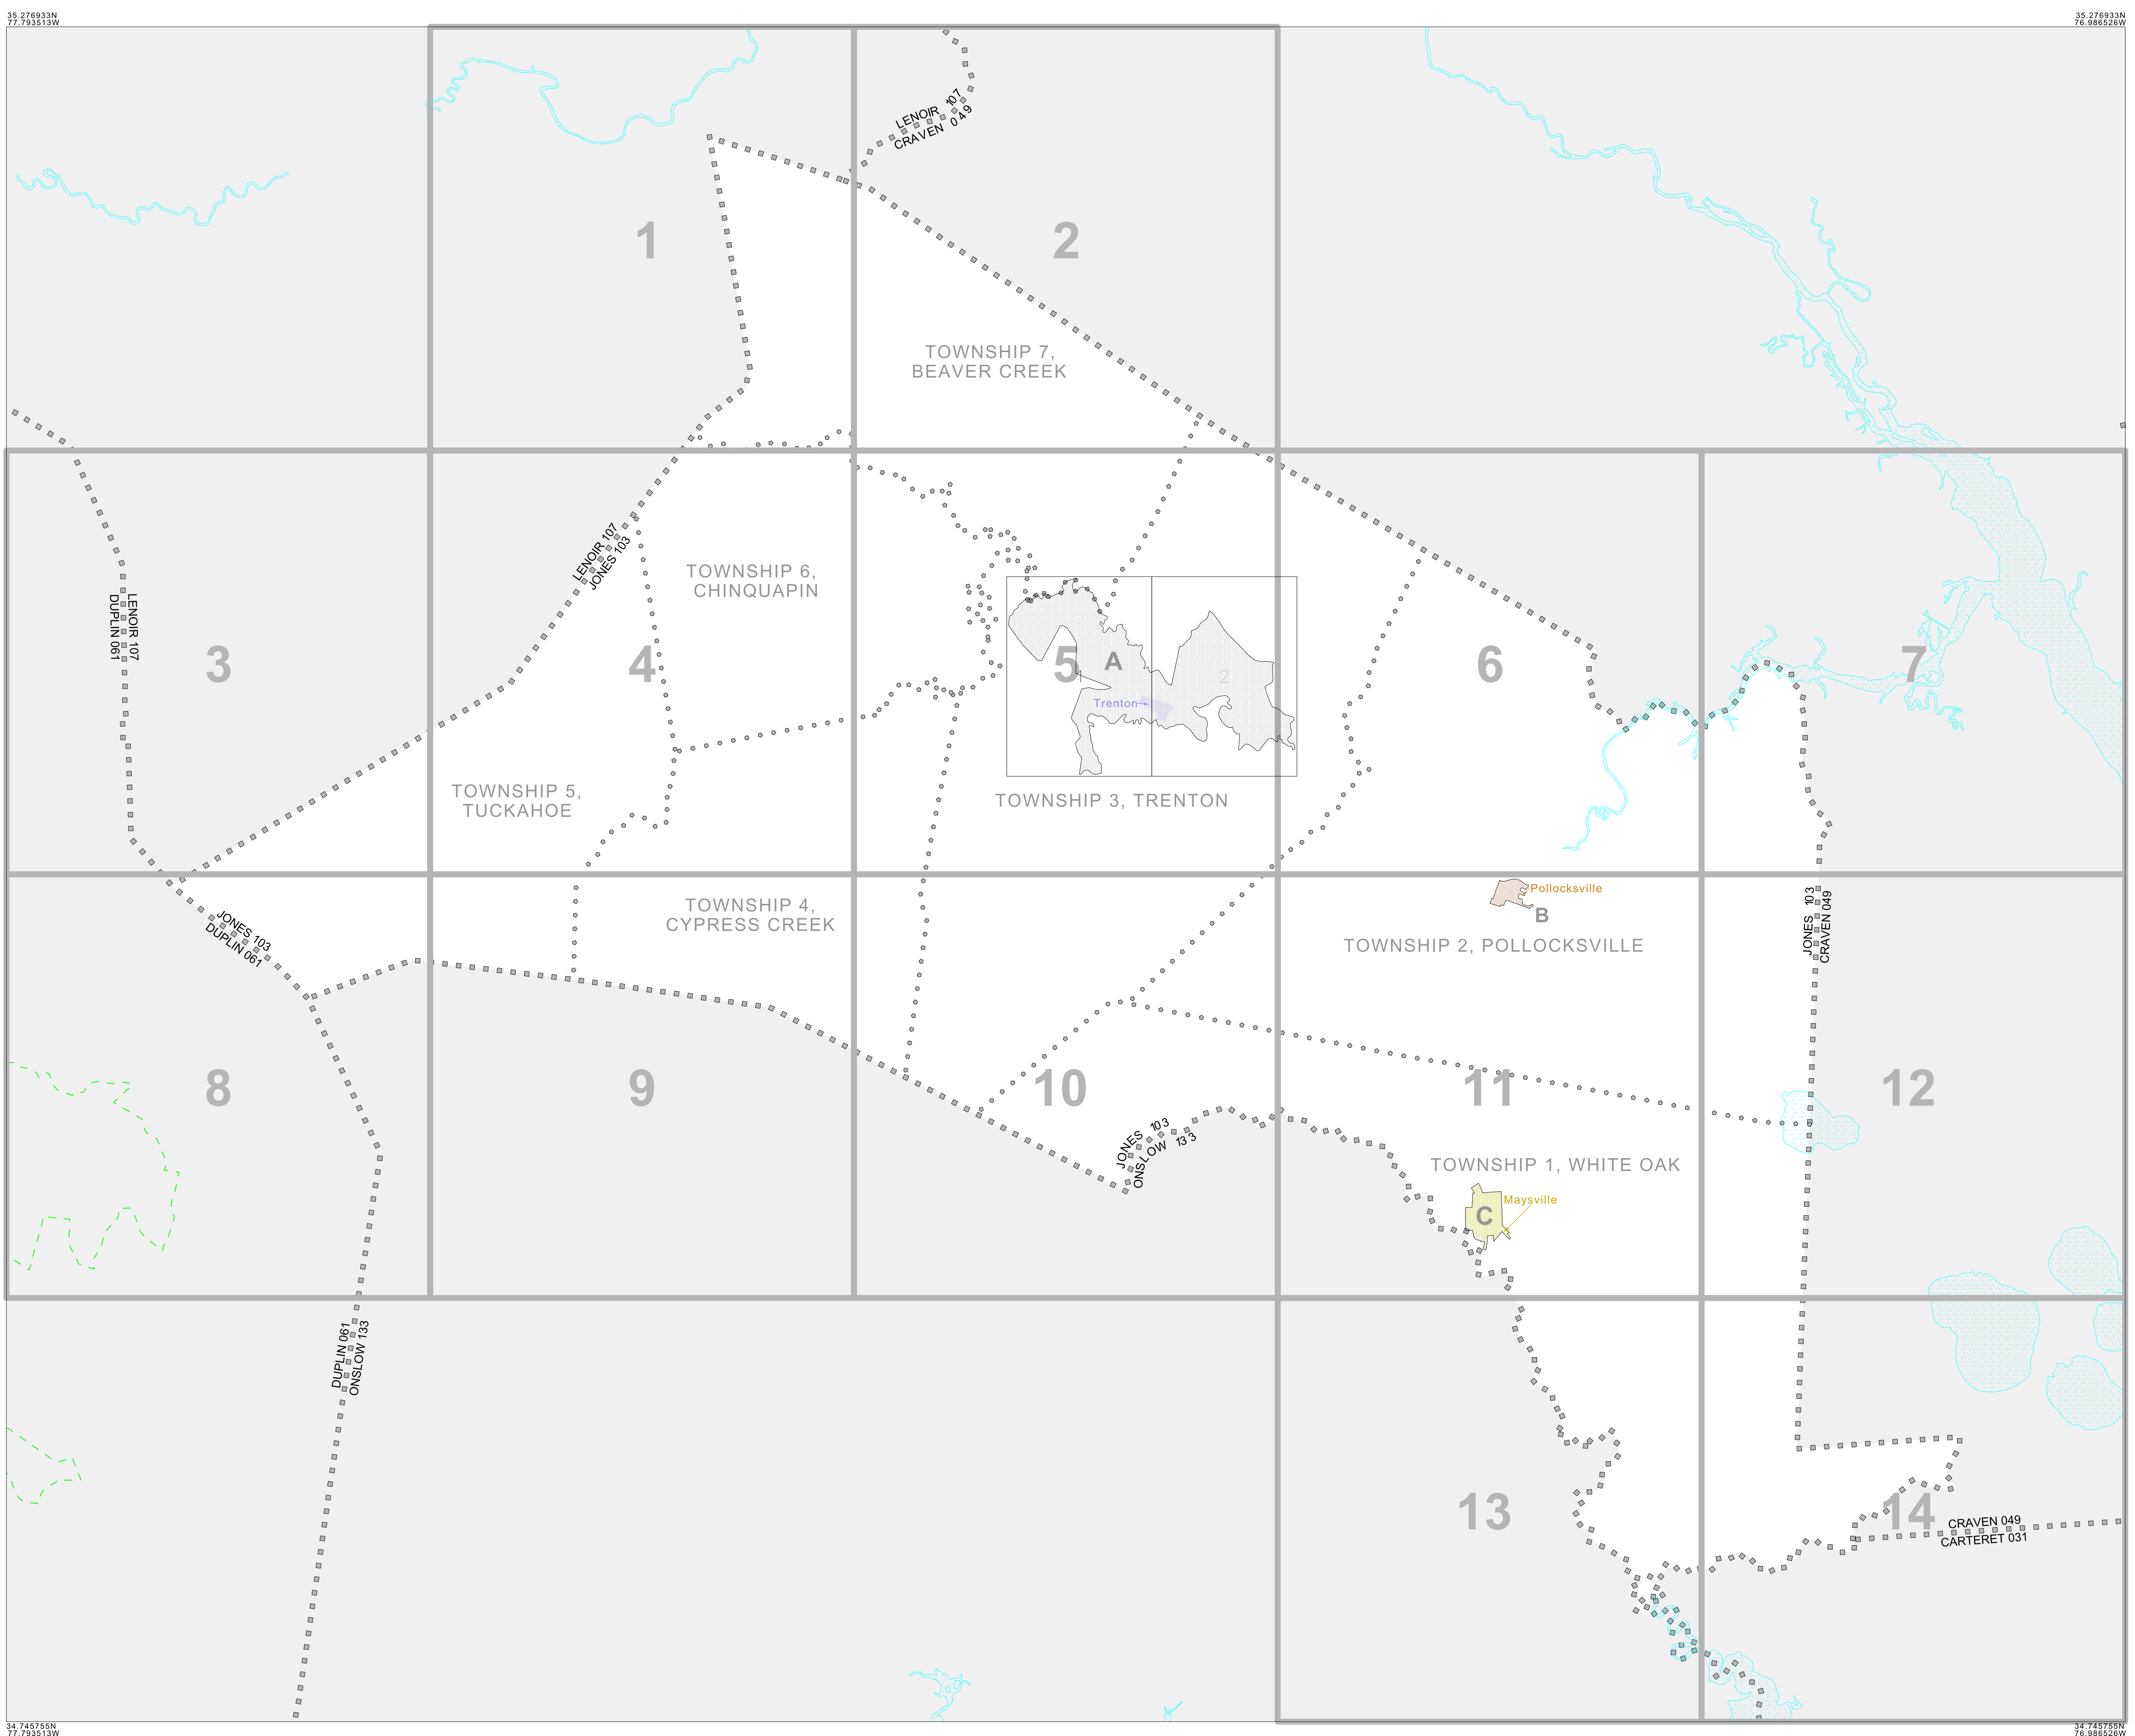 35.276933N
77.793513W
35.276933N
76.986526W
LENOIR 107
CRAVEN 049
1
2
TOWNSHIP 7,
BEAVER CREEK
LENOIR 107
JONES 103
TOWNSHIP 6,
CHINQUAPIN
LENOIR 107
DUPLIN 061
3
4
5
A
1
2
6
7
Trenton
TOWNSHIP 5,
TUCKAHOE
TOWNSHIP 3, TRENTON
Pollocksville
B
TOWNSHIP 4,
CYPRESS CREEK
JONES 103
DUPLIN 061
TOWNSHIP 2, POLLOCKSVILLE
JONES 103
CRAVEN 049
8
9
10
11
12
JONES 103
ONSLOW 133
TOWNSHIP 1, WHITE OAK
Maysville
C
DUPLIN 061
ONSLOW 133
13
14
CRAVEN 049
CARTERET 031
34.745755N
77.793513W
34.745755N
76.986526W